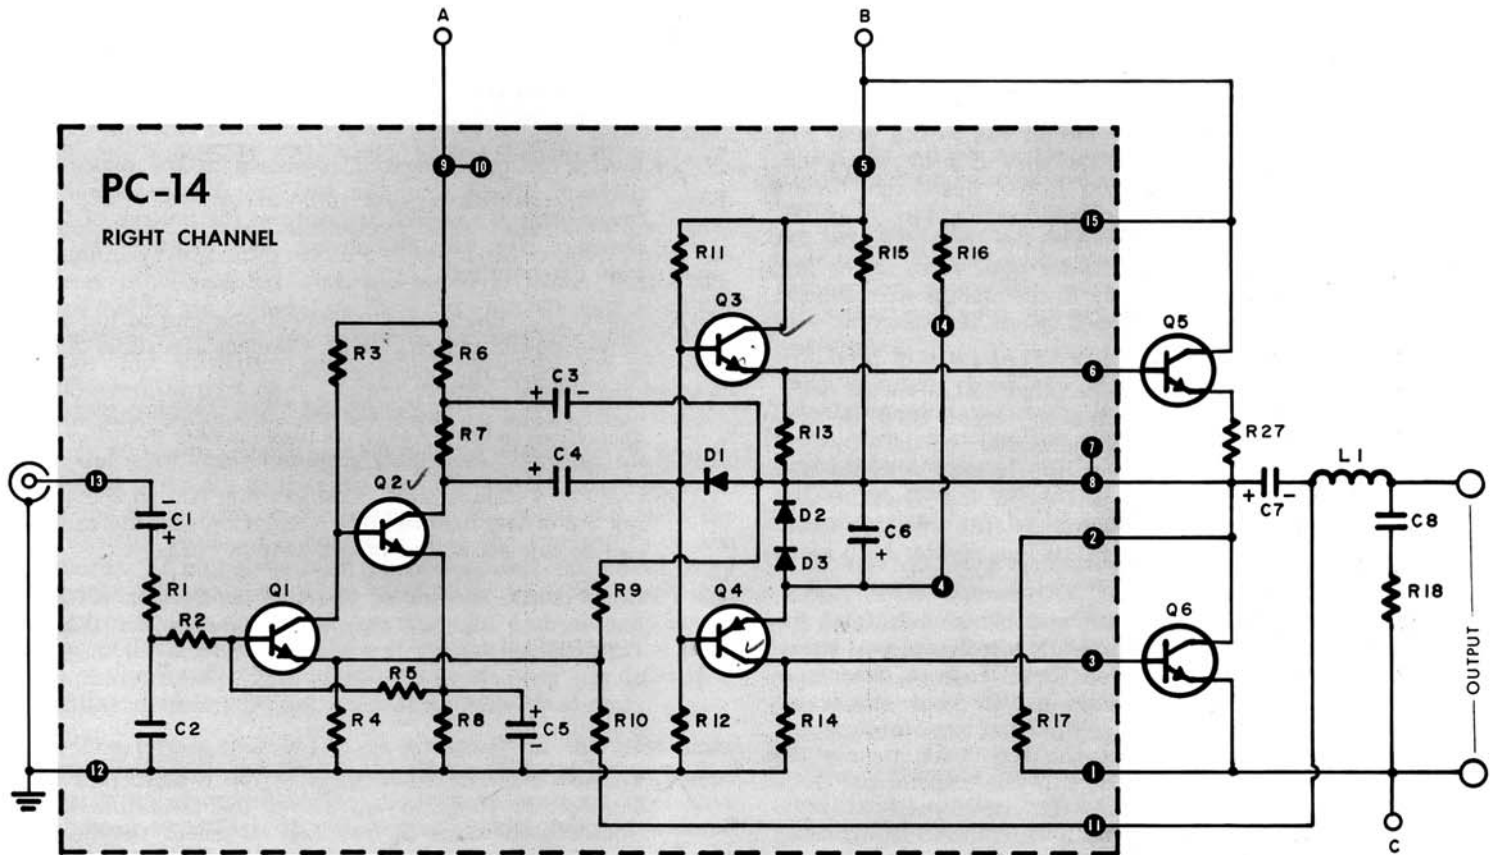 A
B
9 10
5
PC-14
RIGHT CHANNEL
15
R11
R15
R16
Q3
14
Q5
R3
R6
6
C3
+ -
R7
R13
7
R27
C4
+
D1
L1
13
Q2
8
+ -
C7
-
C1
+
D2
C6
+
2
C8
D3
R1
Q1
R9
Q4
4
R18
R2
Q6
3
R5
OUTPUT
C2
R4
R8
+
C5
-
R10
R12
R14
R17
12
1
11
C